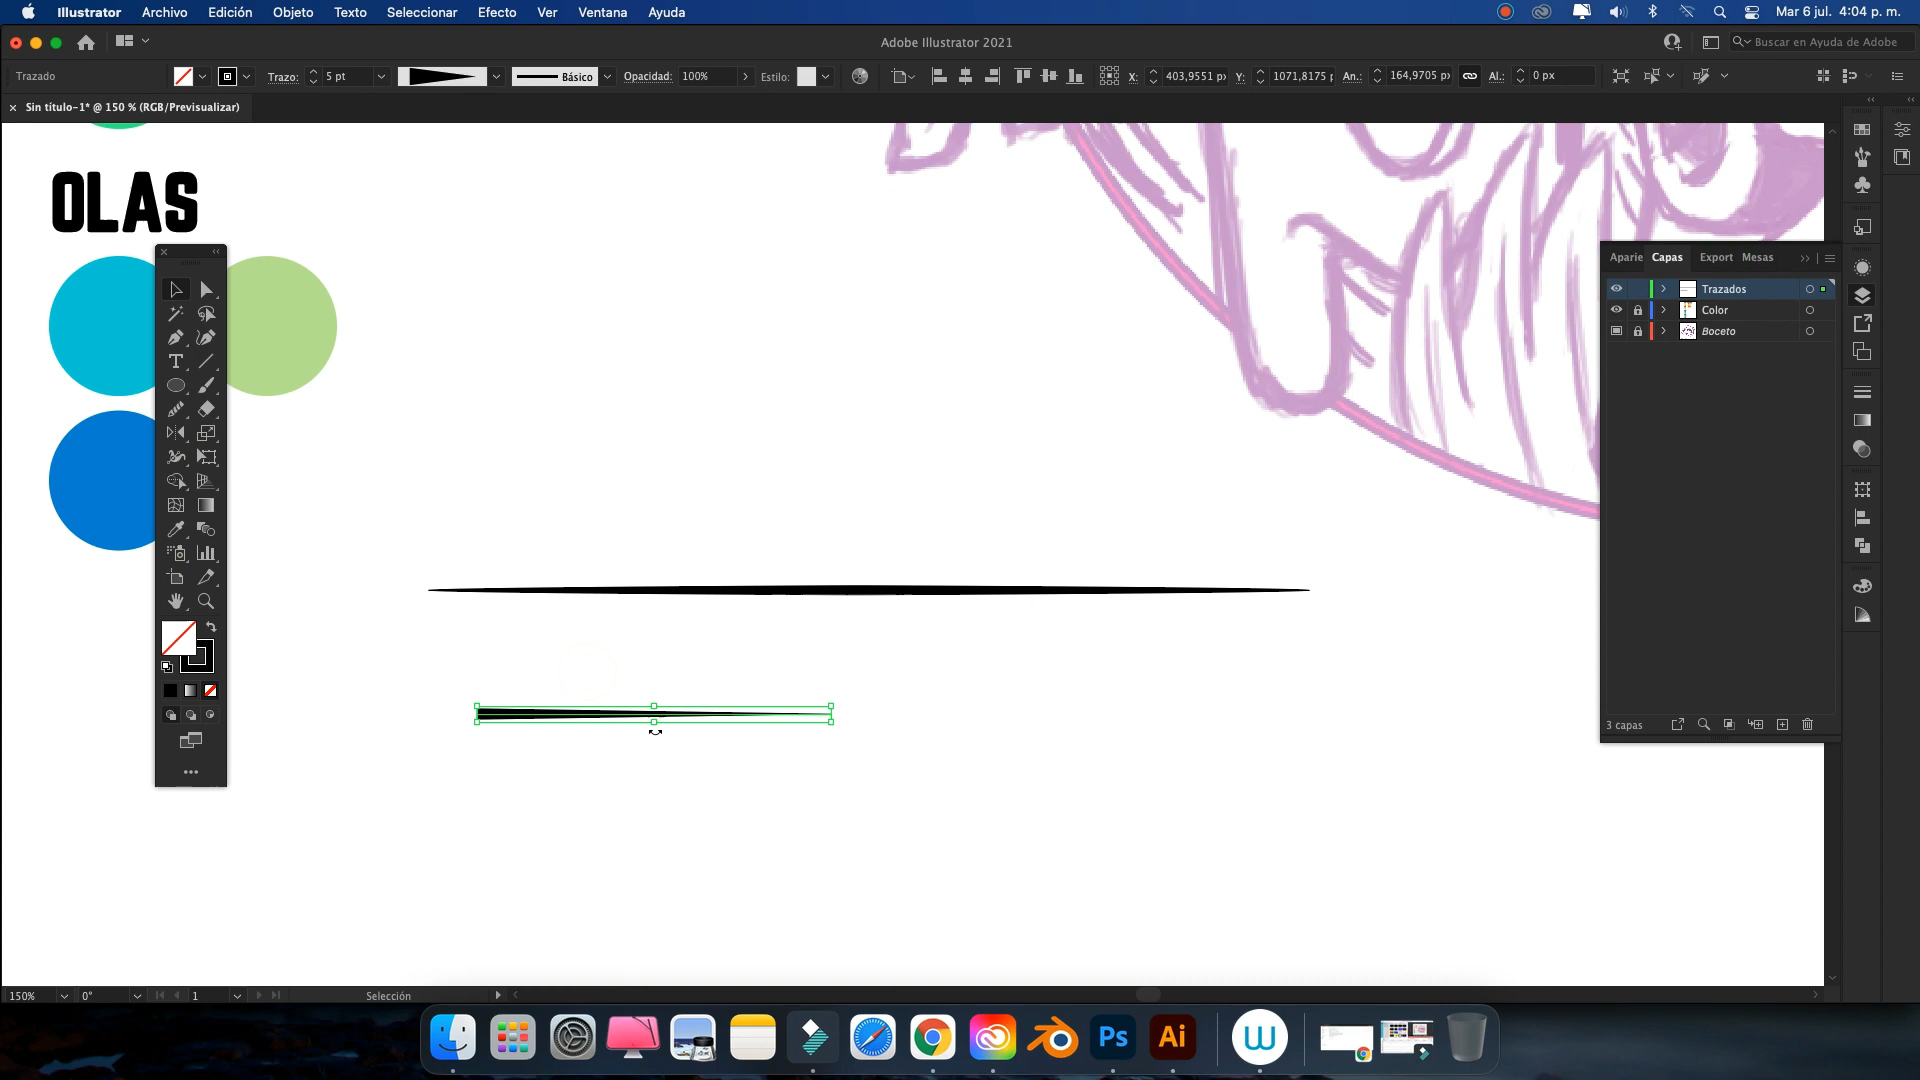 Illustrator Archivo Edición Objeto Texto Seleccionar Efecto Ver Ventana Ayuda
Mar 6 jul. 4:04 p. m.
Adobe Illustrator 2021
Buscar en Ayuda de Adobe
Trazado
Trazo: 5 pt
Básico
Opacidad: 100%
Estilo:
X: 403,9551 px
Y: 1071,8175 p
An.: 164,9705 px
Al.: 0 px
× Sin título-1* @ 150 % (RGB/Previsualizar)
OLAS
Aparie Capas Export Mesas
Trazados
Color
Boceto
3 capas
150% 0° 1 Selección
Ps Ai W